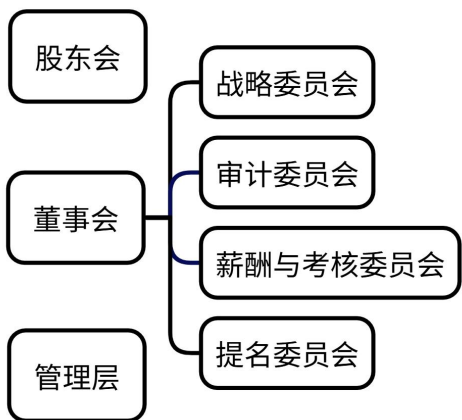 股东会
战略委员会
审计委员会
董事会
薪酬与考核委员会
提名委员会
管理层